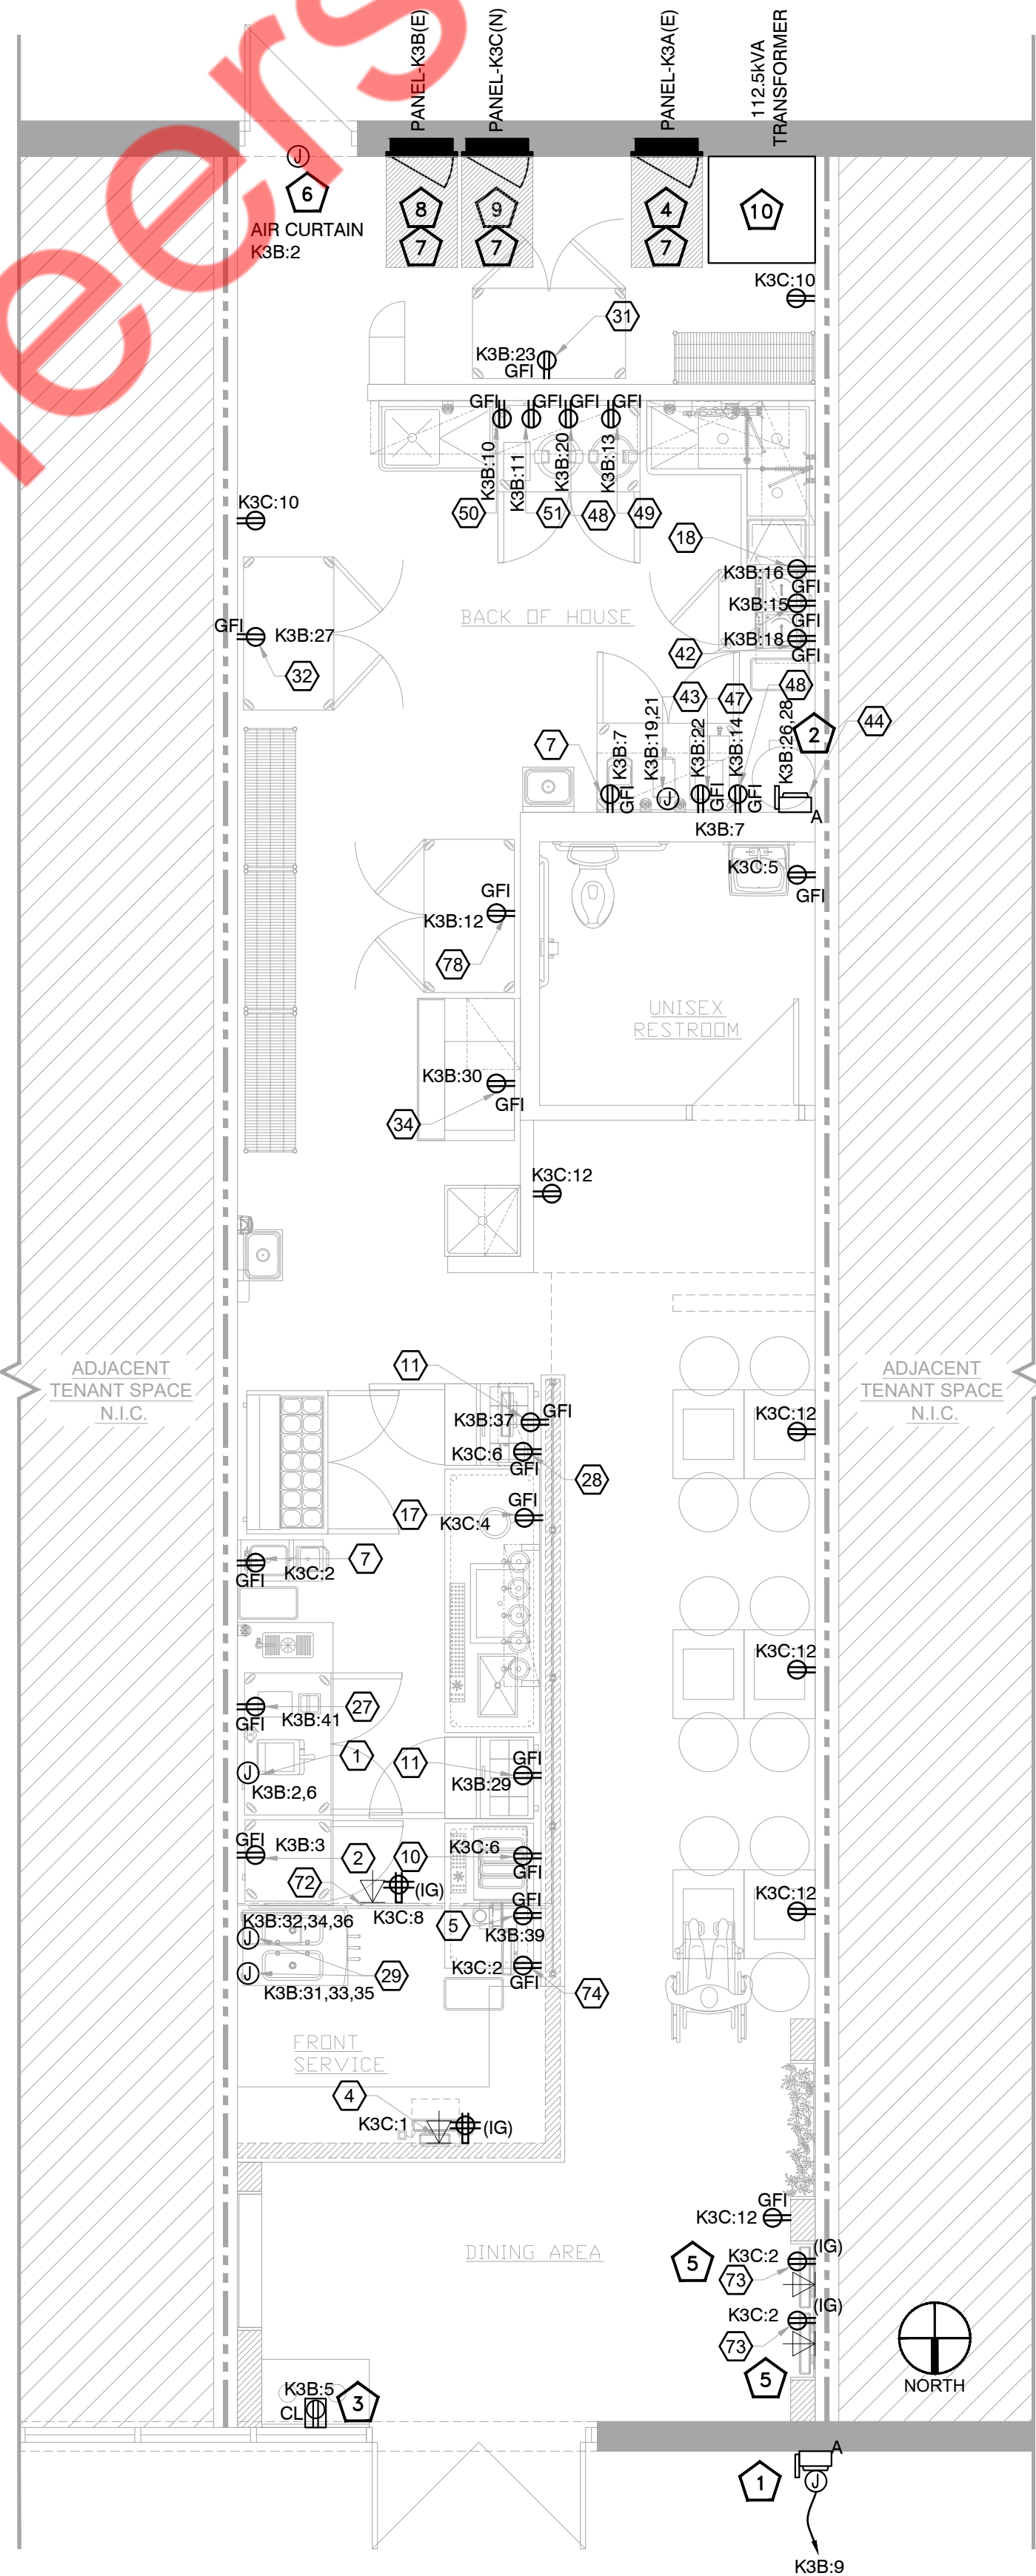 eers
PANEL-K3B(E)
PANEL-K3C(N)
PANEL-K3A(E)
112.5kVA
TRANSFORMER
J
6
AIR CURTAIN
K3B:2
8
7
9
7
4
7
10
K3C:10
31
K3B:23
GFI
GFI
GFI
GFI
GFI
K3B:10
K3B:11
K3B:20
K3B:13
50
51
48
49
K3C:10
18
K3B:16
GFI
K3B:15
GFI
K3B:18
GFI
BACK OF HOUSE
GFI
K3B:27
32
42
43
47
48
2
44
7
K3B:7
GFI
K3B:19,21
J
K3B:22
GFI
K3B:14
GFI
K3B:26,28
A
K3B:7
K3C:5
GFI
GFI
K3B:12
78
UNISEX
RESTROOM
K3B:30
GFI
34
K3C:12
ADJACENT
TENANT SPACE
N.I.C.
ADJACENT
TENANT SPACE
N.I.C.
11
K3B:37
GFI
K3C:6
GFI
28
K3C:12
17
GFI
K3C:4
7
GFI
K3C:2
K3C:12
27
GFI
K3B:41
1
J
K3B:2,6
11
GFI
K3B:29
GFI
K3B:3
2
10
K3C:6
GFI
72
(IG)
K3C:8
GFI
5
K3B:39
K3C:12
K3B:32,34,36
J
J
29
K3B:31,33,35
K3C:2
GFI
74
FRONT
SERVICE
4
K3C:1
(IG)
GFI
K3C:12
DINING AREA
5
K3C:2
(IG)
73
K3C:2
(IG)
73
5
NORTH
K3B:5
CL
3
A
1
J
K3B:9